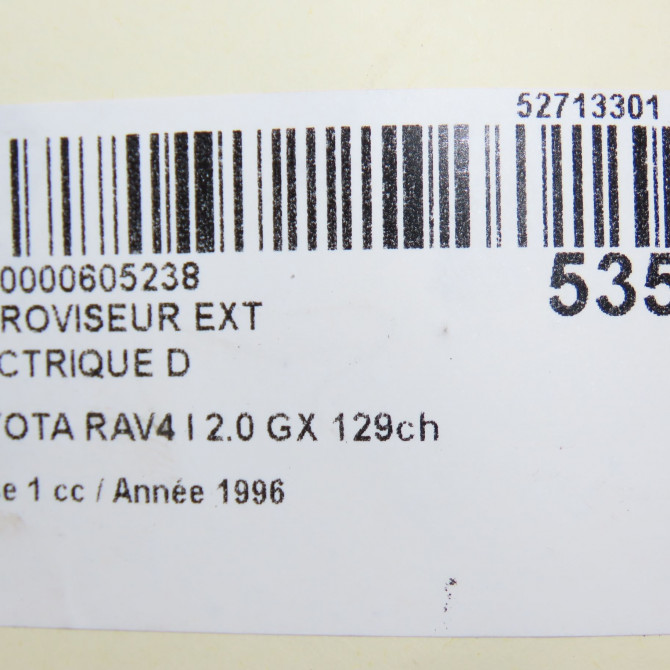 52713301
0000605238
535
ROVISEUR EXT
CTRIQUE D
OTA RAV4 I 2.0 GX 129ch
e 1 cc / Année 1996